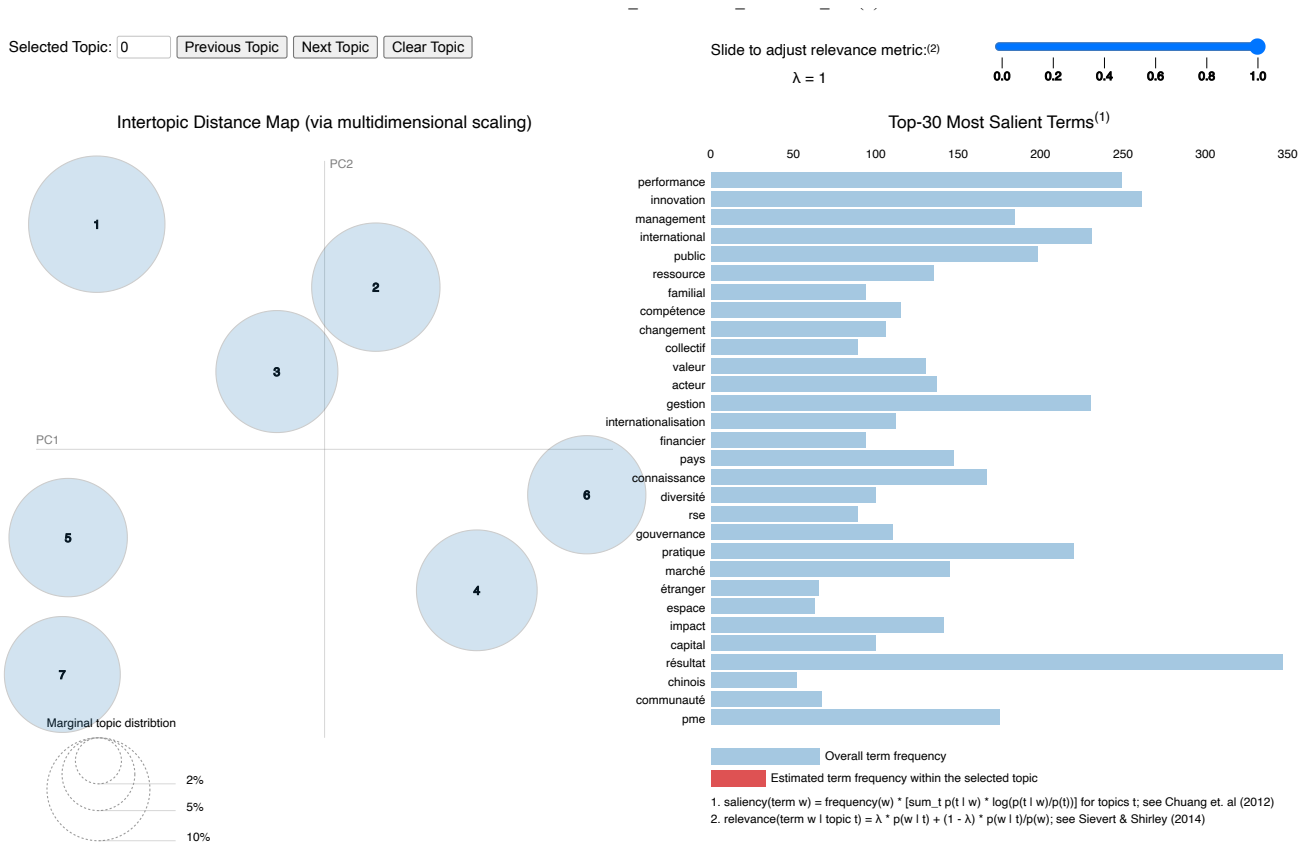 Selected Topic: 0 Previous Topic Next Topic Clear Topic
Slide to adjust relevance metric:(2)
λ = 1
0.0 0.2 0.4 0.6 0.8 1.0
Intertopic Distance Map (via multidimensional scaling)
PC2
PC1
1
2
3
6
5
4
7
Marginal topic distribtion
2%
5%
10%
Top-30 Most Salient Terms(1)
0 50 100 150 200 250 300 350
performance
innovation
management
international
public
ressource
familial
compétence
changement
collectif
valeur
acteur
gestion
internationalisation
financier
pays
connaissance
diversité
rse
gouvernance
pratique
marché
étranger
espace
impact
capital
résultat
chinois
communauté
pme
Overall term frequency
Estimated term frequency within the selected topic
1. saliency(term w) = frequency(w) * [sum_t p(t | w) * log(p(t | w)/p(t))] for topics t; see Chuang et. al (2012)
2. relevance(term w | topic t) = λ * p(w | t) + (1 - λ) * p(w | t)/p(w); see Sievert & Shirley (2014)